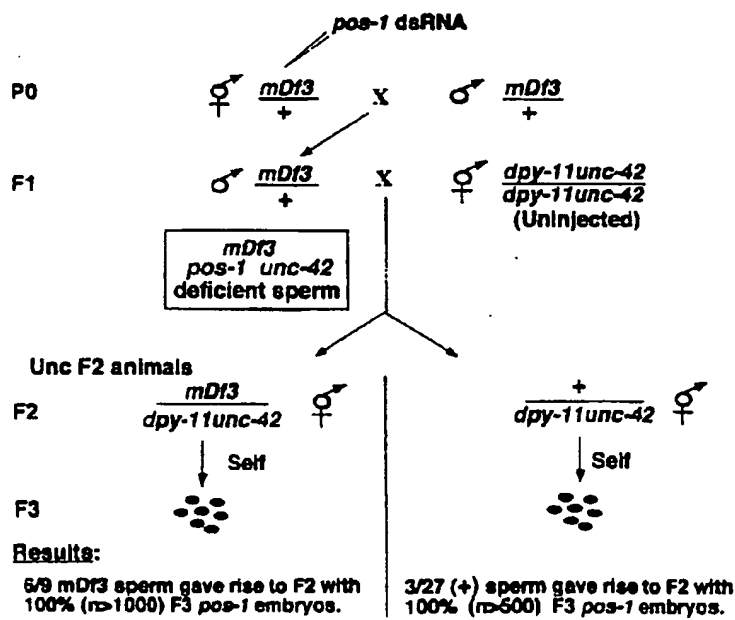 pos-1 dsRNA
P0 mDf3 X mDf3
+ +
F1 mDf3 X dpy-11unc-42
+ dpy-11unc-42
(Uninjected)
mDf3
pos-1 unc-42
deficient sperm
Unc F2 animals
F2 mDf3 +
dpy-11unc-42 dpy-11unc-42
Self Self
F3
Results:
6/9 mDf3 sperm gave rise to F2 with
100% (n>1000) F3 pos-1 embryos.
3/27 (+) sperm gave rise to F2 with
100% (n>500) F3 pos-1 embryos.